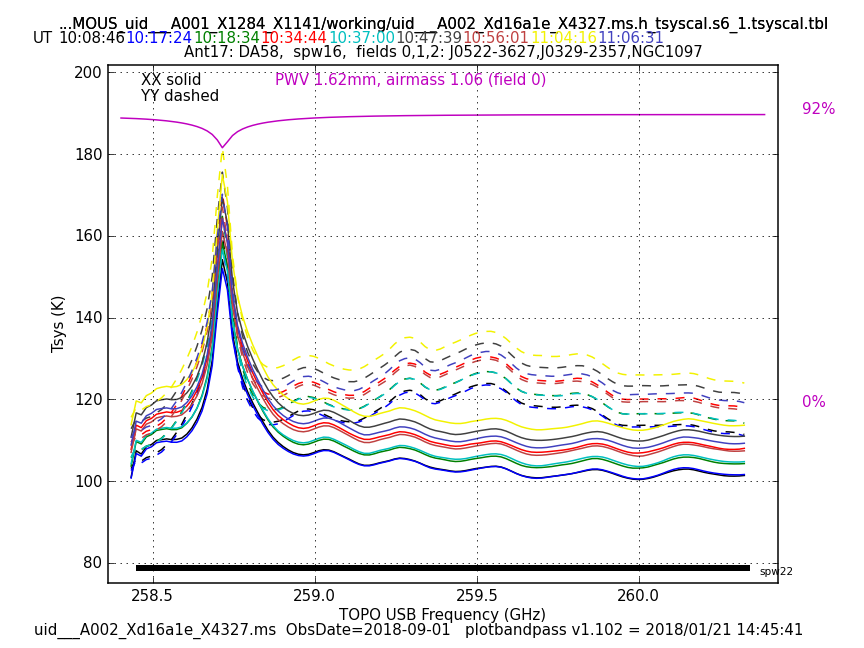 ...MOUS_uid___A001_X1284_X1141/working/uid___A002_Xd16a1e_X4327.ms.h_tsyscal.s6_1.tsyscal.tbl
UT 10:08:46 10:17:24 10:18:34 10:34:44 10:37:00 10:47:39 10:56:01 11:04:16 11:06:31
Ant17: DA58,  spw16,  fields 0,1,2: J0522-3627,J0329-2357,NGC1097
XX solid
YY dashed
PWV 1.62mm, airmass 1.06 (field 0)
92%
0%
200
180
160
140
120
100
80
Tsys (K)
spw22
258.5 259.0 259.5 260.0
TOPO USB Frequency (GHz)
uid___A002_Xd16a1e_X4327.ms  ObsDate=2018-09-01   plotbandpass v1.102 = 2018/01/21 14:45:41